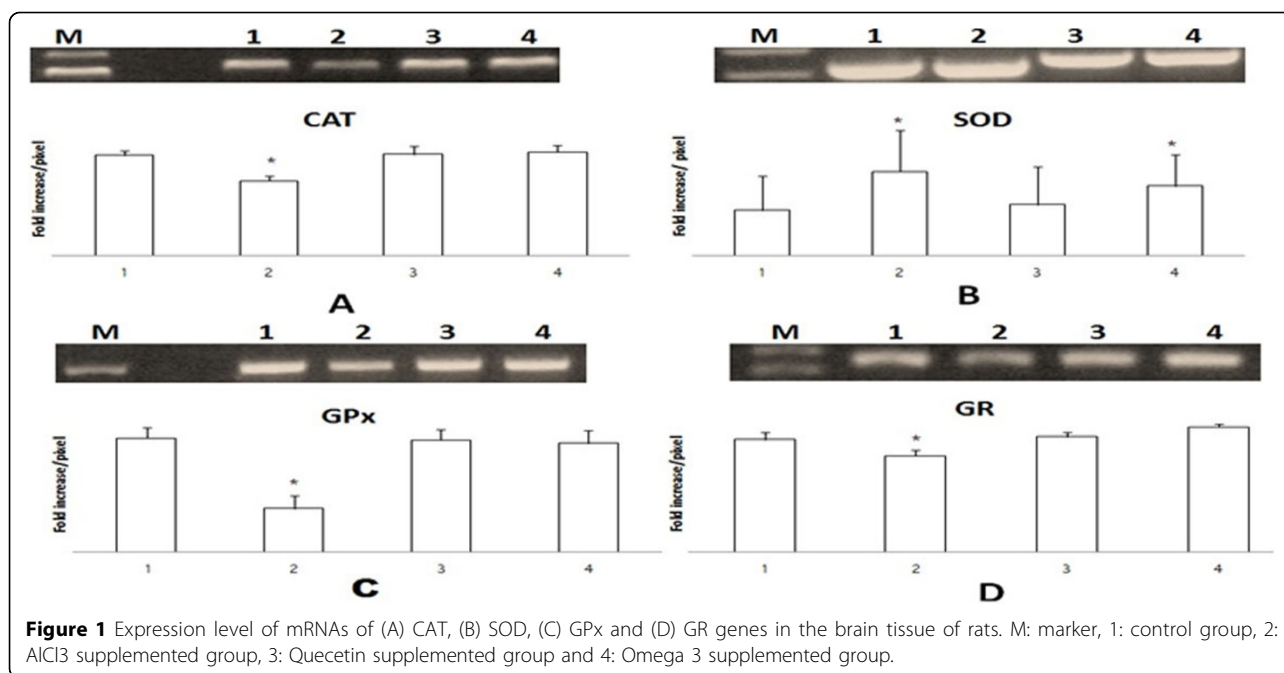 M 1 2 3 4
CAT
Fold increase/pixel
*
1 2 3 4
A
M 1 2 3 4
SOD
Fold increase/ pixel
* *
1 2 3 4
B
M 1 2 3 4
GPx
Fold increase/pixel
*
1 2 3 4
C
M 1 2 3 4
GR
Fold increase/pixel
*
1 2 3 4
D
Figure 1 Expression level of mRNAs of (A) CAT, (B) SOD, (C) GPx and (D) GR genes in the brain tissue of rats. M: marker, 1: control group, 2:
AlCl3 supplemented group, 3: Quecetin supplemented group and 4: Omega 3 supplemented group.